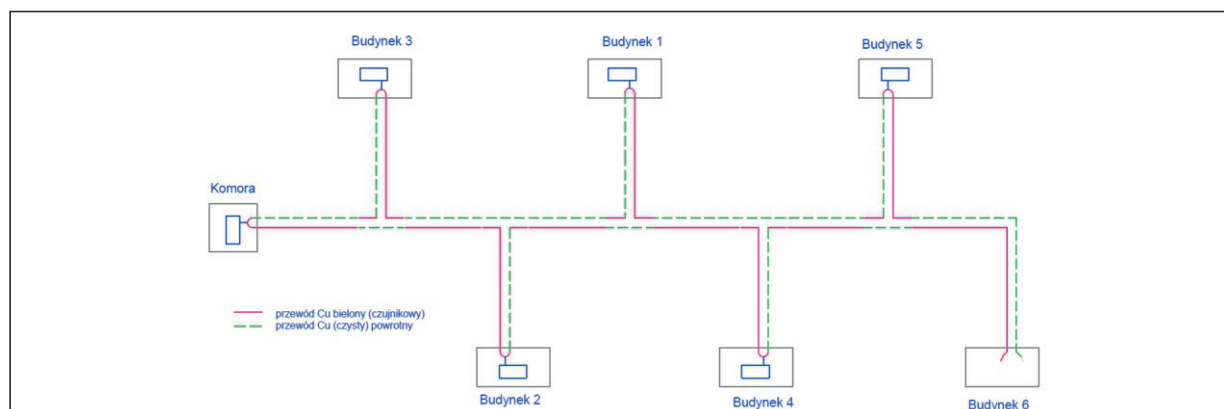 Budynek 3
Budynek 1
Budynek 5
Komora
przewód Cu bielony (czujnikowy)
przewód Cu (czysty) powrotny
Budynek 2
Budynek 4
Budynek 6